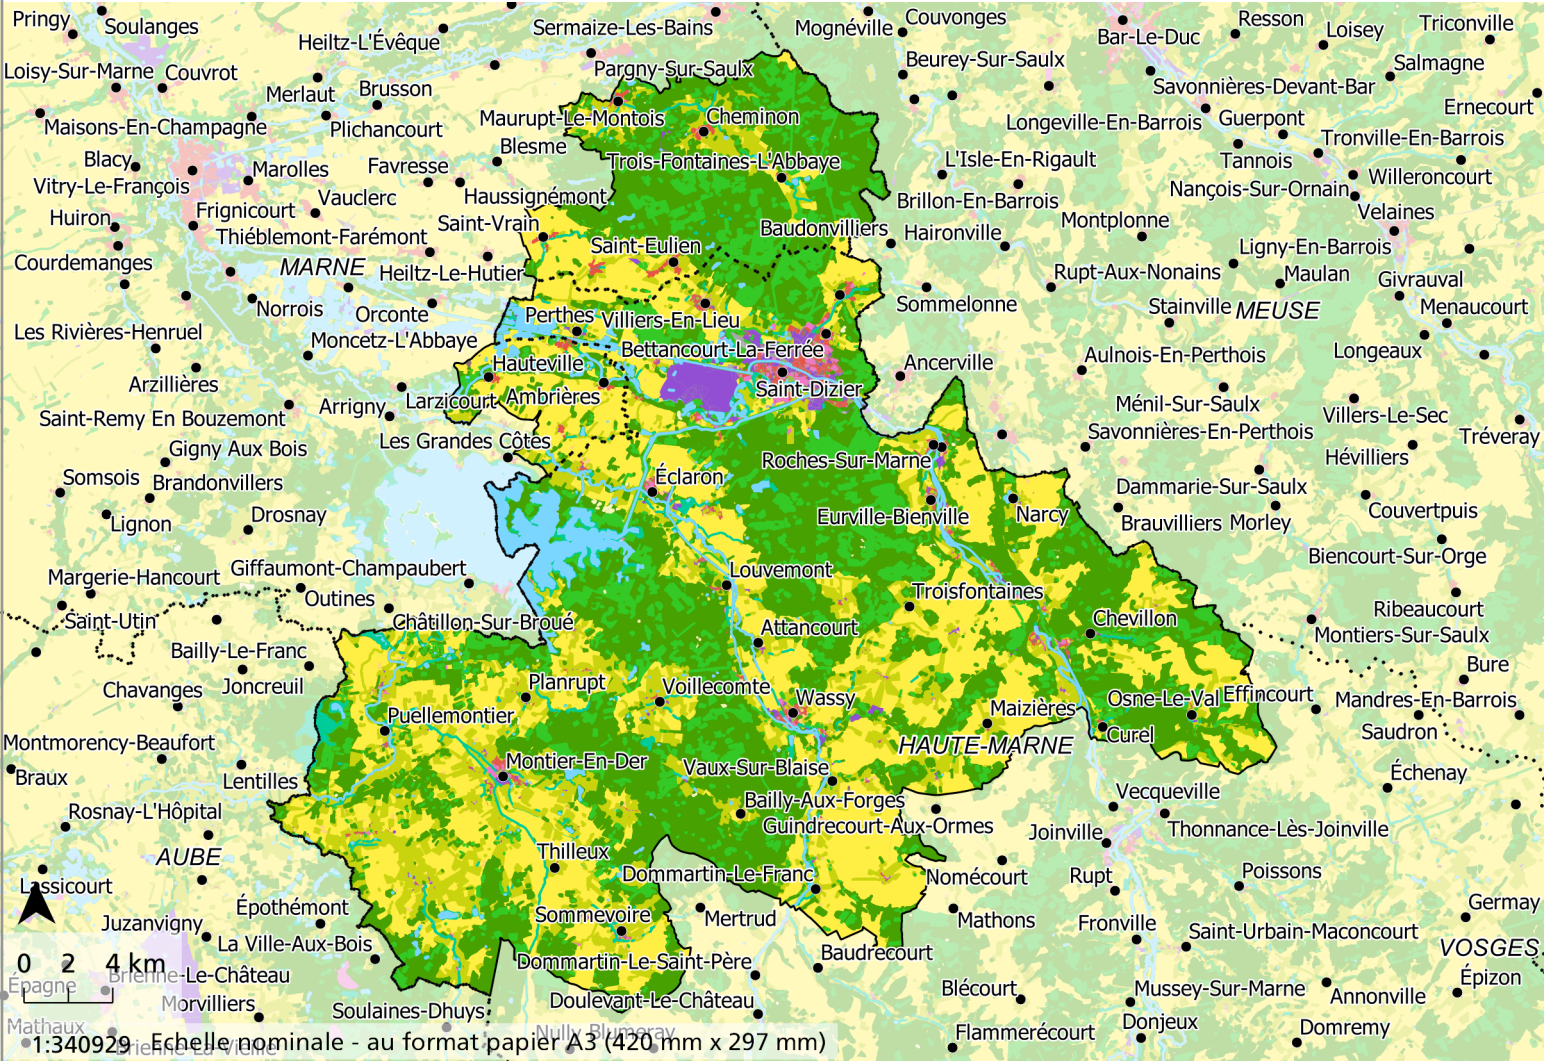 Pringy
Soulanges
Heiltz-L'Évêque
Sermaize-Les-Bains
Mognéville
Couvonges
Bar-Le-Duc
Resson
Loisey
Triconville
Loisy-Sur-Marne
Couvrot
Merlaut
Brusson
Pargny-Sur-Saulx
Beurey-Sur-Saulx
Savonnières-Devant-Bar
Salmagne
Ernecourt
Maisons-En-Champagne
Plichancourt
Maurupt-Le-Montois
Cheminon
Longeville-En-Barrois
Guerpont
Tronville-En-Barrois
Blesme
Blacy
Marolles
Favresse
Trois-Fontaines-L'Abbaye
L'Isle-En-Rigault
Tannois
Willeroncourt
Vitry-Le-François
Vauclerc
Haussignémont
Brillon-En-Barrois
Nançois-Sur-Ornain
Huiron
Frignicourt
Saint-Vrain
Baudonvilliers
Haironville
Montplonne
Velaines
Thiéblemont-Farémont
Saint-Eulien
Ligny-En-Barrois
Courdemanges
MARNE
Heiltz-Le-Hutier
Rupt-Aux-Nonains
Maulan
Givrauval
Norrois
Orconte
Perthes
Villiers-En-Lieu
Sommelonne
Stainville
MEUSE
Menaucourt
Les Rivières-Henruel
Moncetz-L'Abbaye
Bettancourt-La-Ferrée
Aulnois-En-Perthois
Longeaux
Arzillières
Hauteville
Ancerville
Saint-Dizier
Saint-Remy En Bouzemont
Arrigny
Larzicourt
Ambrières
Ménil-Sur-Saulx
Villers-Le-Sec
Gigny Aux Bois
Les Grandes Côtes
Savonnières-En-Perthois
Tréveray
Somsois
Brandonvillers
Éclaron
Roches-Sur-Marne
Hévilliers
Lignon
Drosnay
Eurville-Bienville
Narcy
Dammarie-Sur-Saulx
Brauvilliers
Morley
Couvertpuis
Biencourt-Sur-Orge
Margerie-Hancourt
Giffaumont-Champaubert
Louvemont
Outines
Troisfontaines
Ribeaucourt
Saint-Utin
Châtillon-Sur-Broué
Attancourt
Chevillon
Montiers-Sur-Saulx
Bailly-Le-Franc
Bure
Chavanges
Joncreuil
Planrupt
Voillecomte
Wassy
Maizières
Osne-Le-Val
Effincourt
Mandres-En-Barrois
Puellemontier
Curel
Saudron
Montmorency-Beaufort
HAUTE-MARNE
Braux
Lentilles
Montier-En-Der
Vaux-Sur-Blaise
Échenay
Rosnay-L'Hôpital
Bailly-Aux-Forges
Vecqueville
Guindrecourt-Aux-Ormes
Joinville
Thonnance-Lès-Joinville
AUBE
Thilleux
Lassicourt
Dommartin-Le-Franc
Nomécourt
Rupt
Poissons
Épothémont
Sommevoire
Mertrud
Mathons
Fronville
Germay
Juzanvigny
La Ville-Aux-Bois
Saint-Urbain-Maconcourt
VOSGES
0 2 4 km
Dommartin-Le-Saint-Père
Baudrecourt
Épizon
Épagne
Brienne-Le-Château
Morvilliers
Soulaines-Dhuys
Doulevant-Le-Château
Blécourt
Mussey-Sur-Marne
Annonville
Mathaux
Nully
Blumeray
Flammerécourt
Donjeux
Domremy
1:340929 Echelle nominale - au format papier A3 (420 mm x 297 mm)
Brienne-La-Vieille